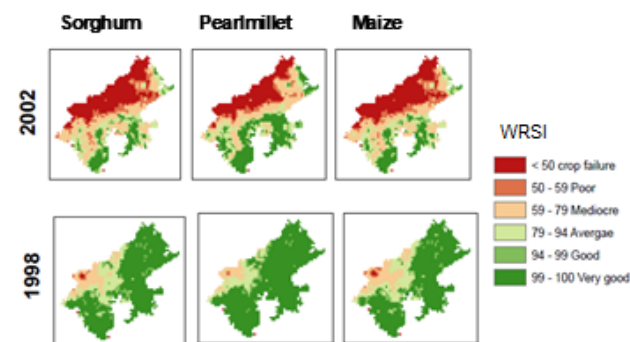 Sorghum Pearlmillet Maize
2002
WRSI
< 50 crop failure
50 - 59 Poor
59 - 79 Mediocre
79 - 94 Avergae
94 - 99 Good
99 - 100 Very good
1998